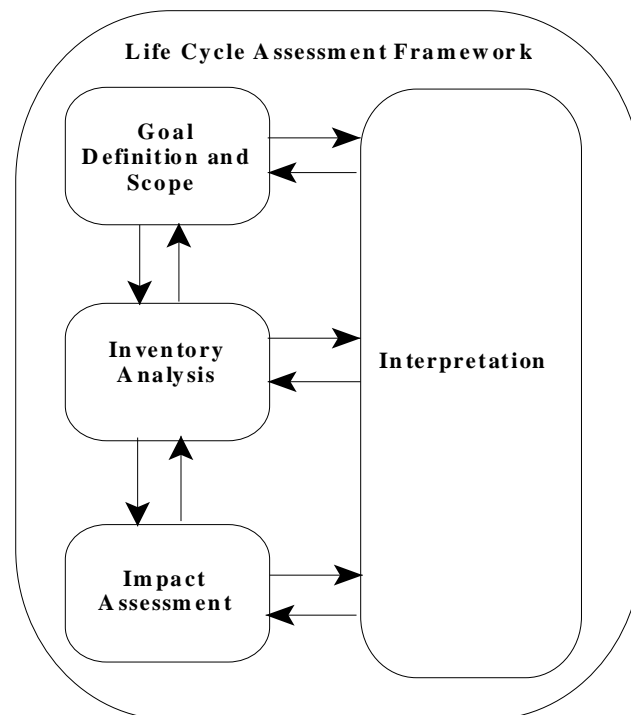 Life Cycle Assessment Framework
Goal
Definition and
Scope
Inventory
Analysis
Interpretation
Impact
Assessment